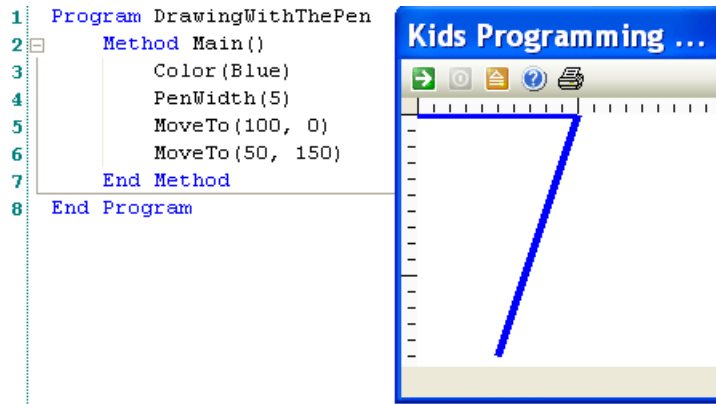 1 Program DrawingWithThePen
2 Method Main()
3 Color(Blue)
4 PenWidth(5)
5 MoveTo(100, 0)
6 MoveTo(50, 150)
7 End Method
8 End Program
Kids Programming ...